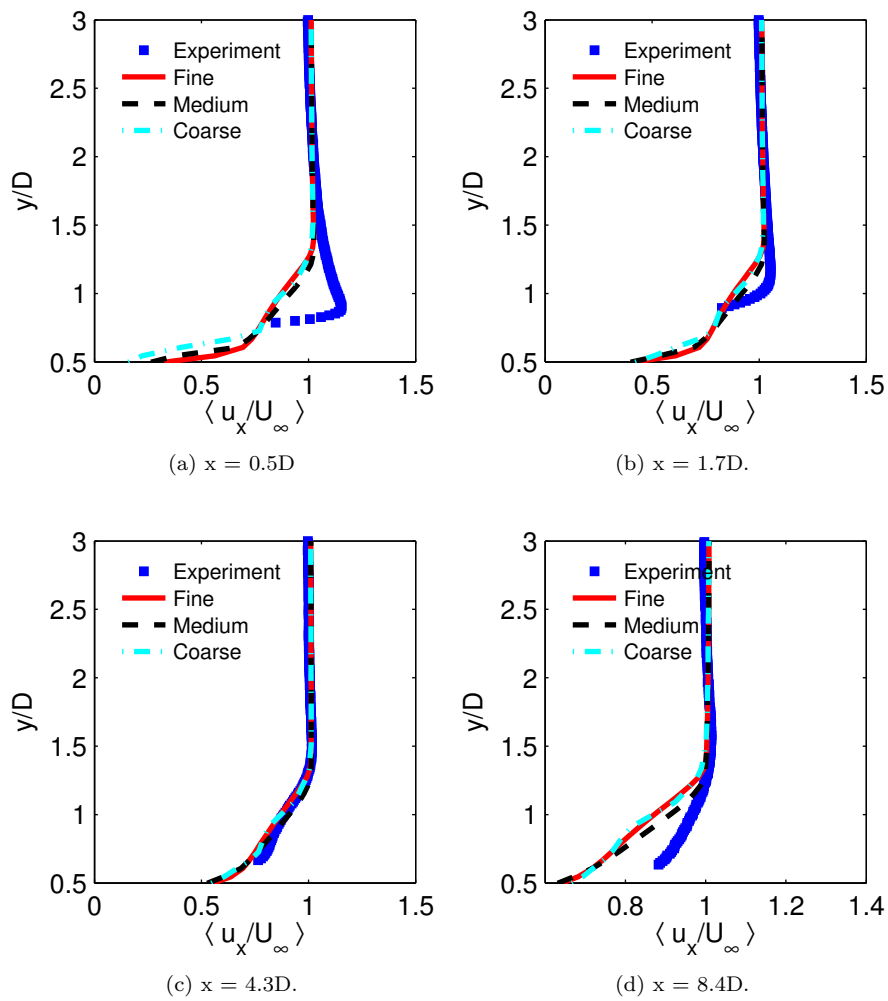 3
2.5
2
1.5
1
0.5
y/D
Experiment
Fine
Medium
Coarse
0 0.5 1 1.5
⟨ u_x/U_∞ ⟩
(a) x = 0.5D
3
2.5
2
1.5
1
0.5
y/D
Experiment
Fine
Medium
Coarse
0 0.5 1 1.5
⟨ u_x/U_∞ ⟩
(b) x = 1.7D.
3
2.5
2
1.5
1
0.5
y/D
Experiment
Fine
Medium
Coarse
0 0.5 1 1.5
⟨ u_x/U_∞ ⟩
(c) x = 4.3D.
3
2.5
2
1.5
1
0.5
y/D
Experiment
Fine
Medium
Coarse
0.8 1 1.2 1.4
⟨ u_x/U_∞ ⟩
(d) x = 8.4D.